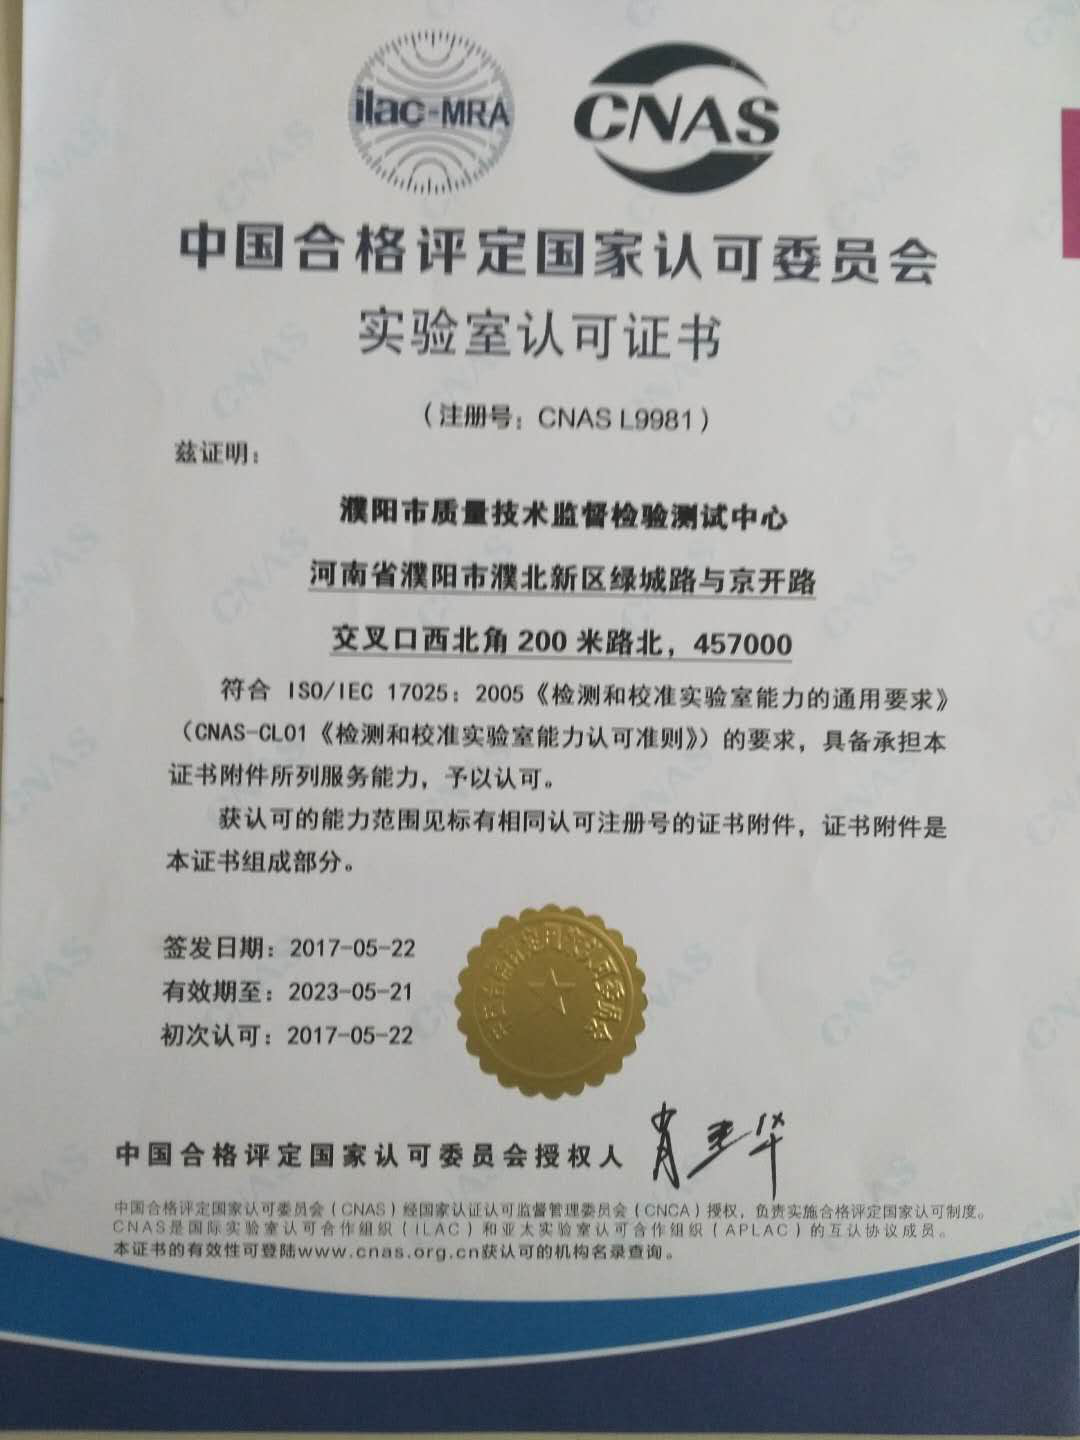 ilac-MRA
CNAS
中国合格评定国家认可委员会
实验室认可证书
（注册号：CNAS L9981）
兹证明：
濮阳市质量技术监督检验测试中心
河南省濮阳市濮北新区绿城路与京开路
交叉口西北角 200 米路北，457000
符合 ISO/IEC 17025：2005《检测和校准实验室能力的通用要求》
（CNAS-CL01《检测和校准实验室能力认可准则》）的要求，具备承担本
证书附件所列服务能力，予以认可。
获认可的能力范围见标有相同认可注册号的证书附件，证书附件是
本证书组成部分。
签发日期：2017-05-22
有效期至：2023-05-21
初次认可：2017-05-22
中国合格评定国家认可委员会
中国合格评定国家认可委员会授权人
中国合格评定国家认可委员会（CNAS）经国家认证认可监督管理委员会（CNCA）授权，负责实施合格评定国家认可制度。
CNAS是国际实验室认可合作组织（ILAC）和亚太实验室认可合作组织（APLAC）的互认协议成员。
本证书的有效性可登陆www.cnas.org.cn获认可的机构名录查询。